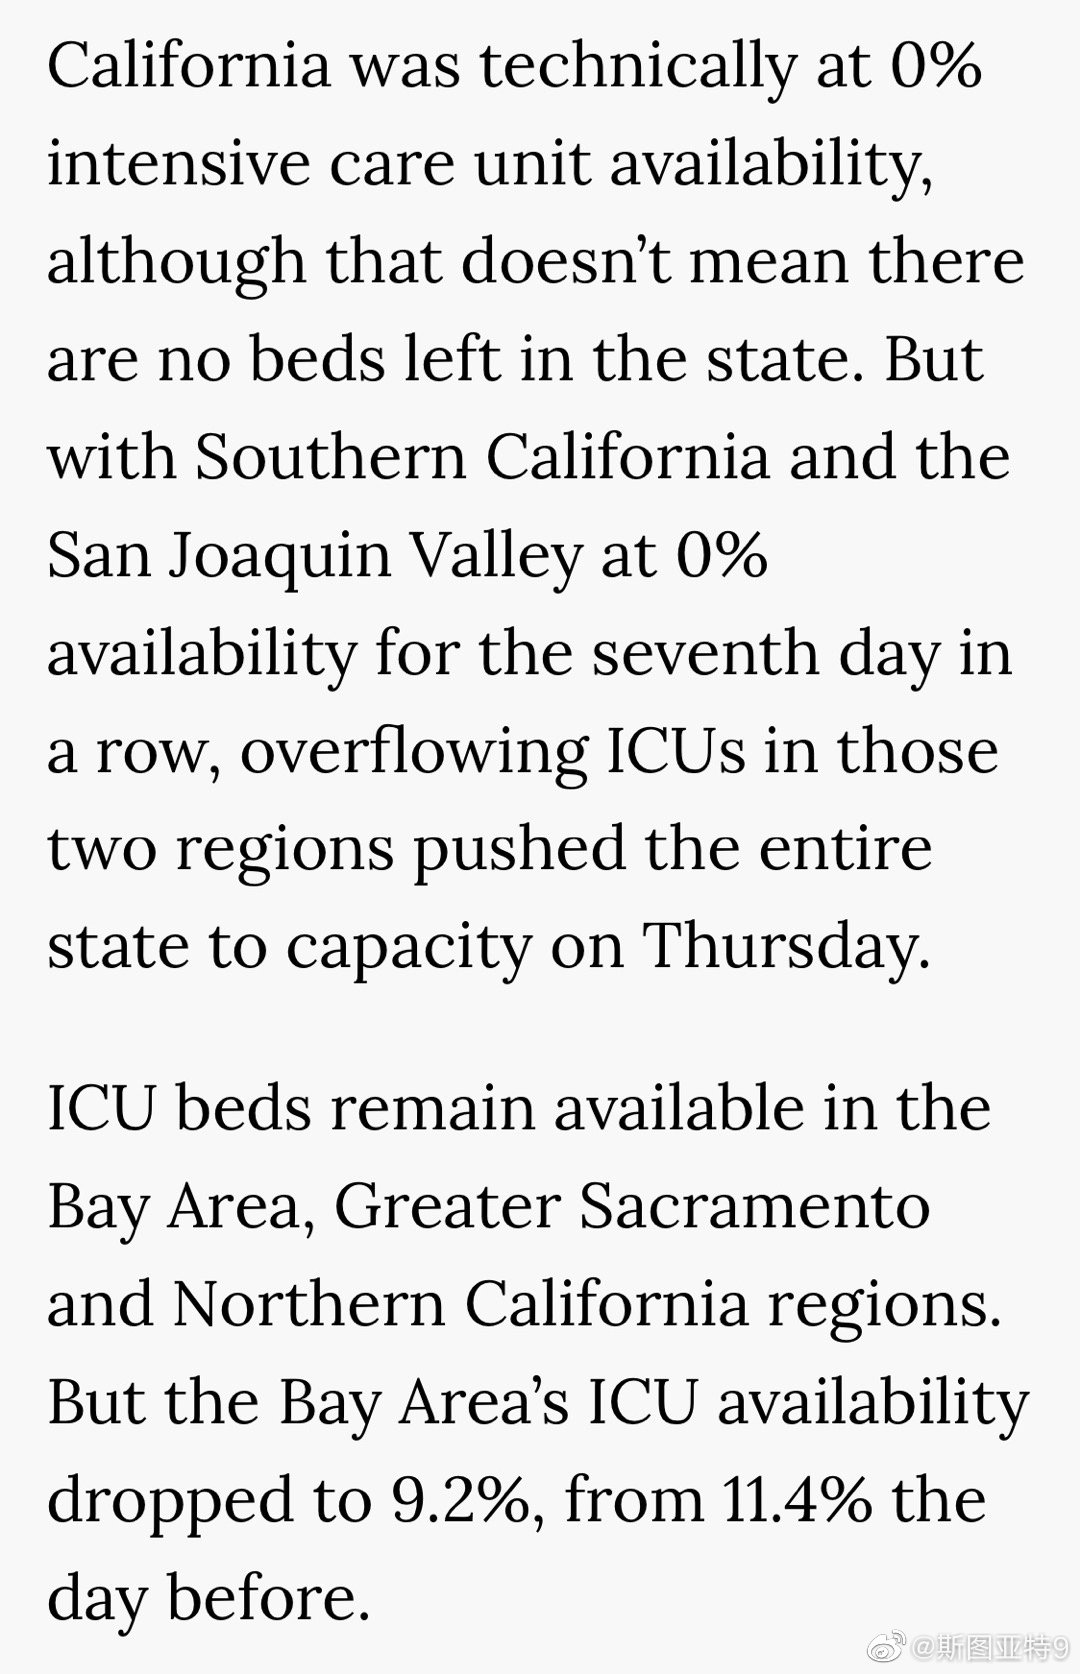 California was technically at 0%
intensive care unit availability,
although that doesn’t mean there
are no beds left in the state. But
with Southern California and the
San Joaquin Valley at 0%
availability for the seventh day in
a row, overflowing ICUs in those
two regions pushed the entire
state to capacity on Thursday.
ICU beds remain available in the
Bay Area, Greater Sacramento
and Northern California regions.
But the Bay Area’s ICU availability
dropped to 9.2%, from 11.4% the
day before.
@斯图亚特9